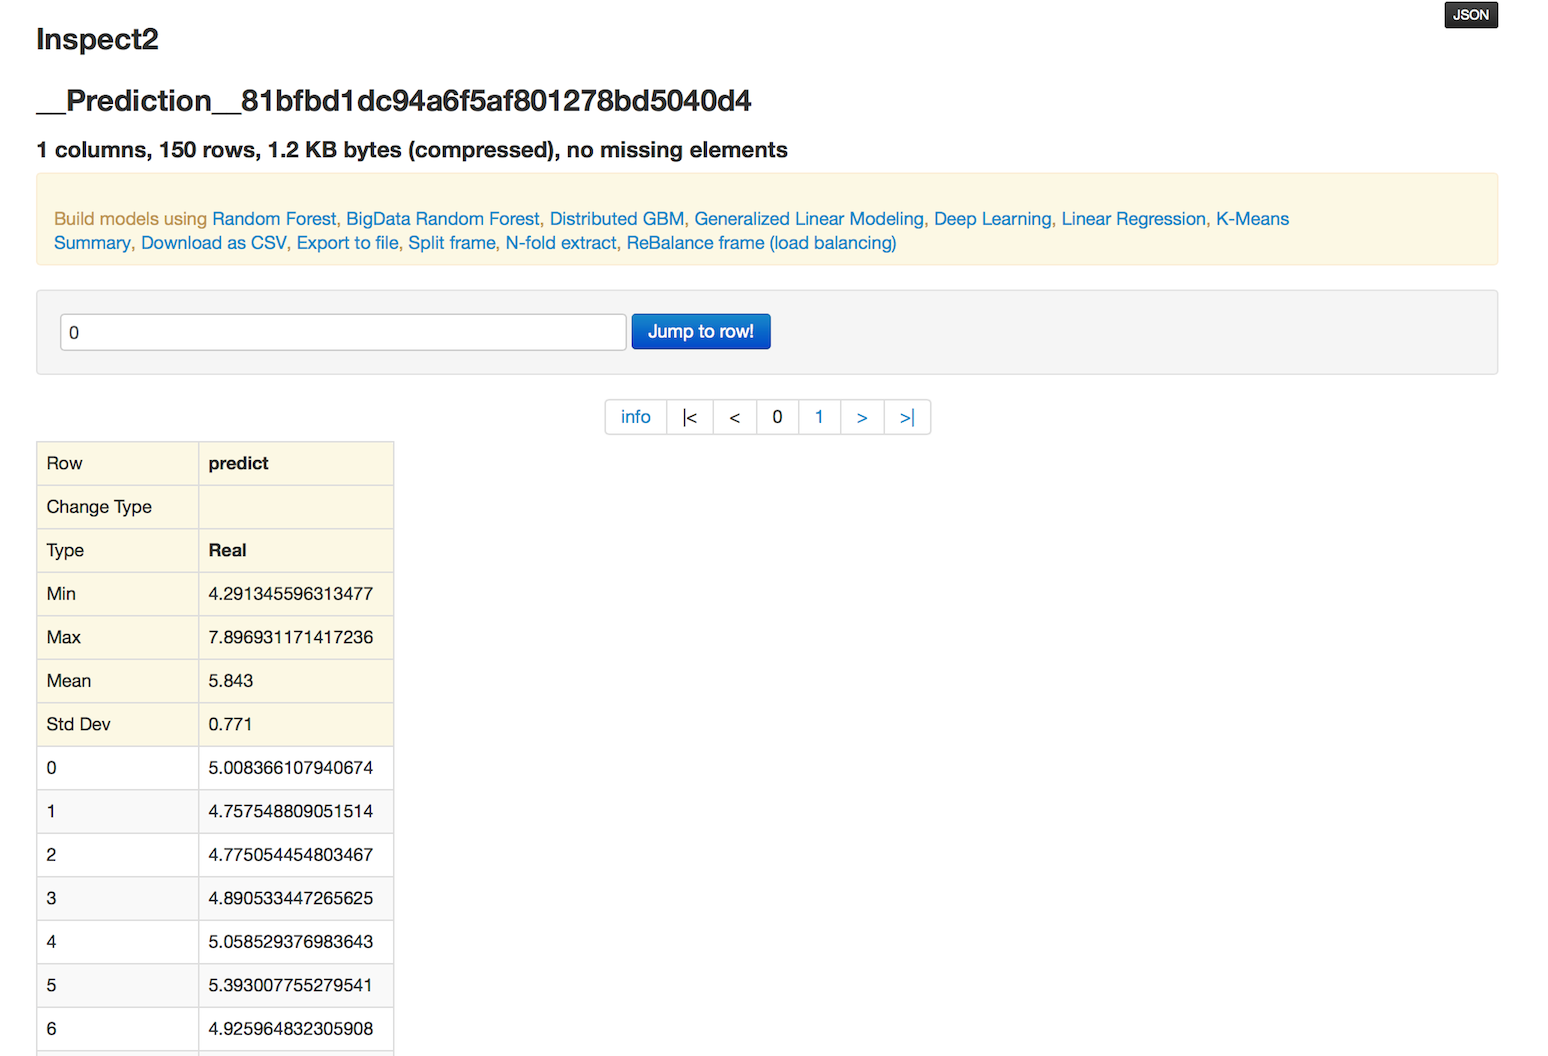 JSON
Inspect2
__Prediction__81bfbd1dc94a6f5af801278bd5040d4
1 columns, 150 rows, 1.2 KB bytes (compressed), no missing elements
Build models using Random Forest, BigData Random Forest, Distributed GBM, Generalized Linear Modeling, Deep Learning, Linear Regression, K-Means
Summary, Download as CSV, Export to file, Split frame, N-fold extract, ReBalance frame (load balancing)
0 Jump to row!
info |< < 0 1 > >|
Row predict
Change Type
Type Real
Min 4.291345596313477
Max 7.896931171417236
Mean 5.843
Std Dev 0.771
0 5.008366107940674
1 4.757548809051514
2 4.775054454803467
3 4.890533447265625
4 5.058529376983643
5 5.393007755279541
6 4.925964832305908